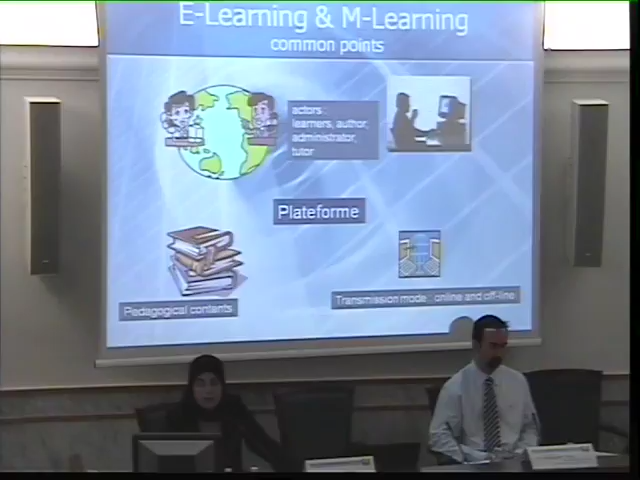 E-Learning & M-Learning
common points
actors :
learners, author,
administrator,
tutor
Plateforme
Pedagogical contents
Transmission mode : online and off-line